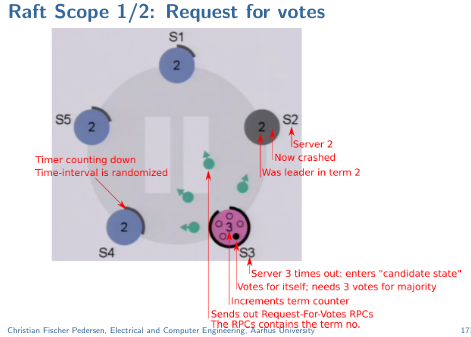 Raft Scope 1/2: Request for votes
S1
2
S5
2
2
S2
Server 2
Now crashed
Was leader in term 2
Timer counting down
Time-interval is randomized
2
S4
3
S3
Server 3 times out: enters "candidate state"
Votes for itself; needs 3 votes for majority
Increments term counter
Sends out Request-For-Votes RPCs
The RPCs contains the term no.
Christian Fischer Pedersen, Electrical and Computer Engineering, Aarhus University
17